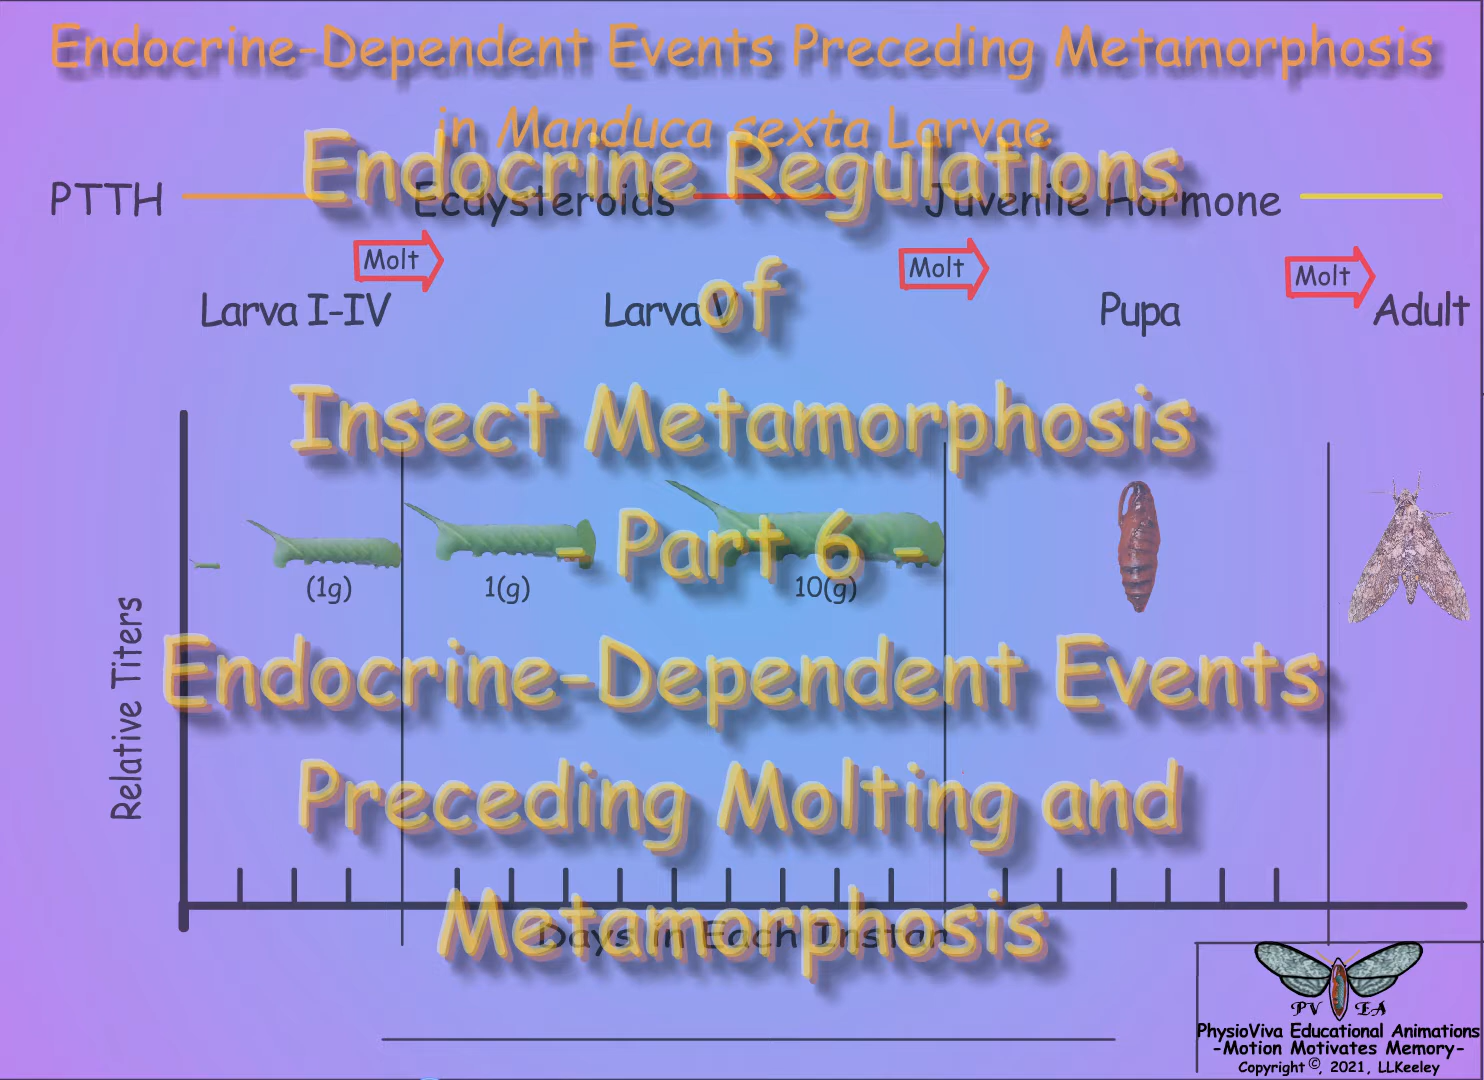 Endocrine-Dependent Events Preceding Metamorphosis
in Manduca sexta Larvae
Endocrine Regulations
PTTH Ecdysteroids Juvenile Hormone
Molt Molt Molt
of
Larva I-IV Larva V Pupa Adult
Insect Metamorphosis
- Part 6 -
(1g) 1(g) 10(g)
Relative Titers
Endocrine-Dependent Events
Preceding Molting and
Metamorphosis
Days in Each Instar
PV EA
PhysioViva Educational Animations
-Motion Motivates Memory-
Copyright ©, 2021, LLKeeley